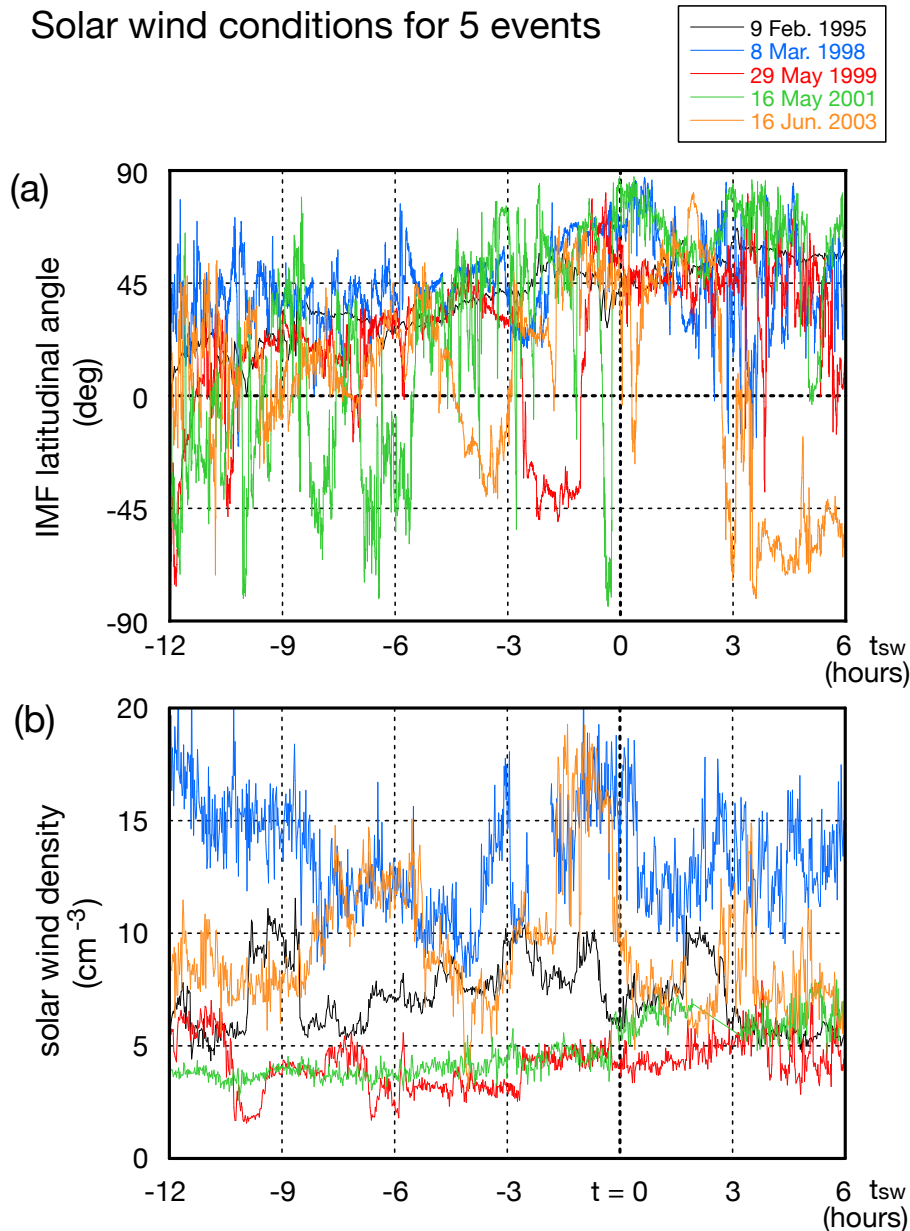 Solar wind conditions for 5 events
9 Feb. 1995
8 Mar. 1998
29 May 1999
16 May 2001
16 Jun. 2003
(a)
IMF latitudinal angle
(deg)
90
45
0
-45
-90
-12 -9 -6 -3 0 3 6 tsw
(hours)
(b)
solar wind density
(cm⁻³)
20
15
10
5
0
-12 -9 -6 -3 t = 0 3 6 tsw
(hours)